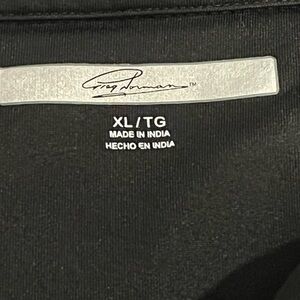 Greg Norman™
XL/TG
MADE IN INDIA
HECHO EN INDIA